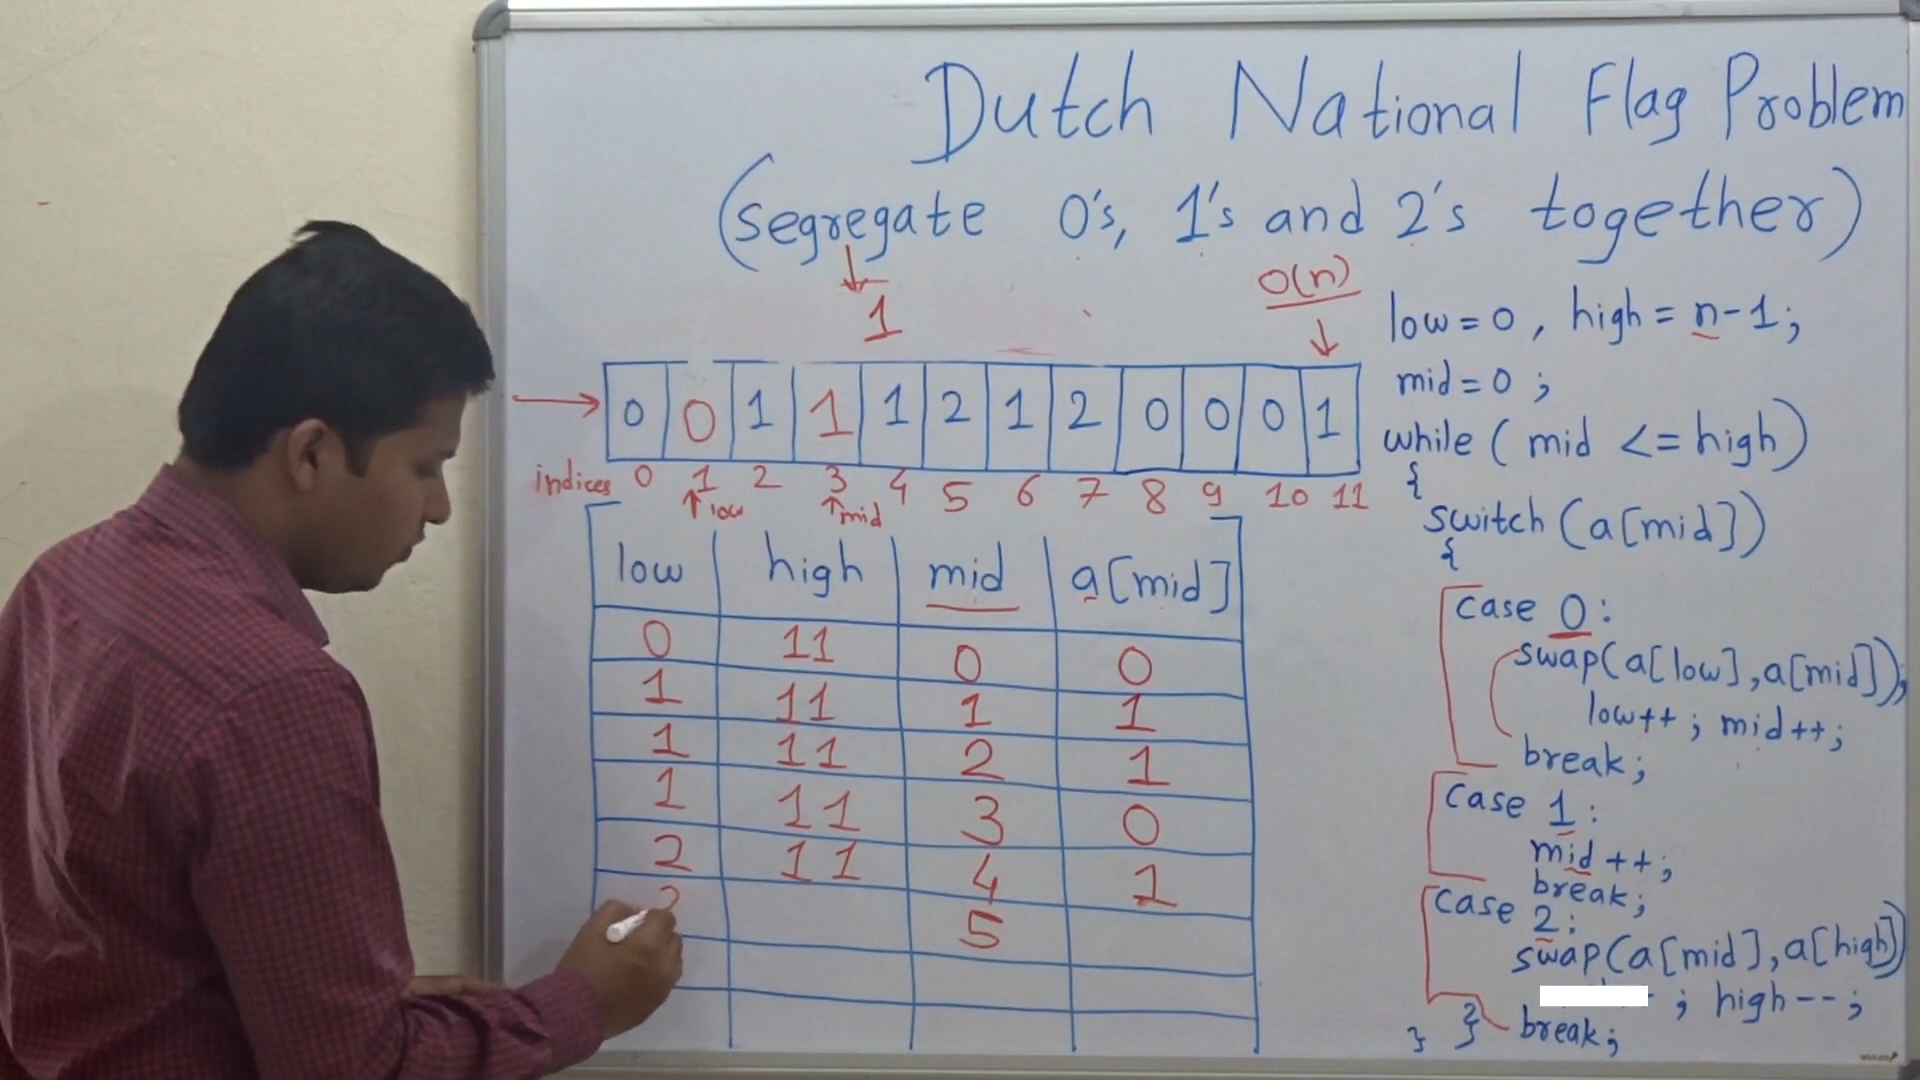 Dutch National Flag Problem
(segregate 0's, 1's and 2's together)
1
O(n)
0 0 1 1 1 2 1 2 0 0 0 1
indices 0 1 2 3 4 5 6 7 8 9 10 11
low mid
low high mid a[mid]
0 11 0 0
1 11 1 1
1 11 2 1
1 11 3 0
2 11 4 1
5
low = 0 , high = n-1;
mid = 0 ;
while ( mid <= high)
{
switch (a[mid])
{
case 0:
swap(a[low],a[mid]);
low++ ; mid++;
break;
case 1:
mid ++;
break;
case 2:
swap(a[mid],a[high])
; high--;
break;
} }